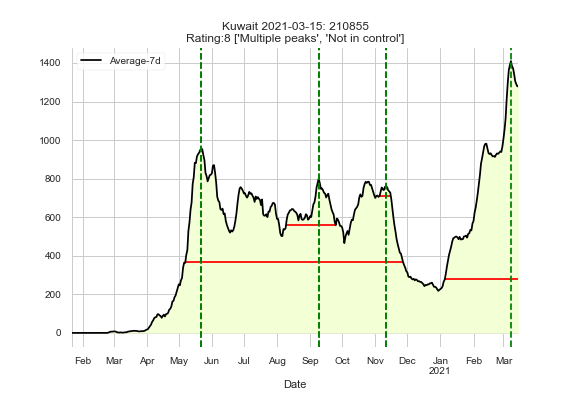 Kuwait 2021-03-15: 210855
Rating:8 ['Multiple peaks', 'Not in control']
Average-7d
1400
1200
1000
800
600
400
200
0
Feb Mar Apr May Jun Jul Aug Sep Oct Nov Dec Jan Feb Mar
2021
Date